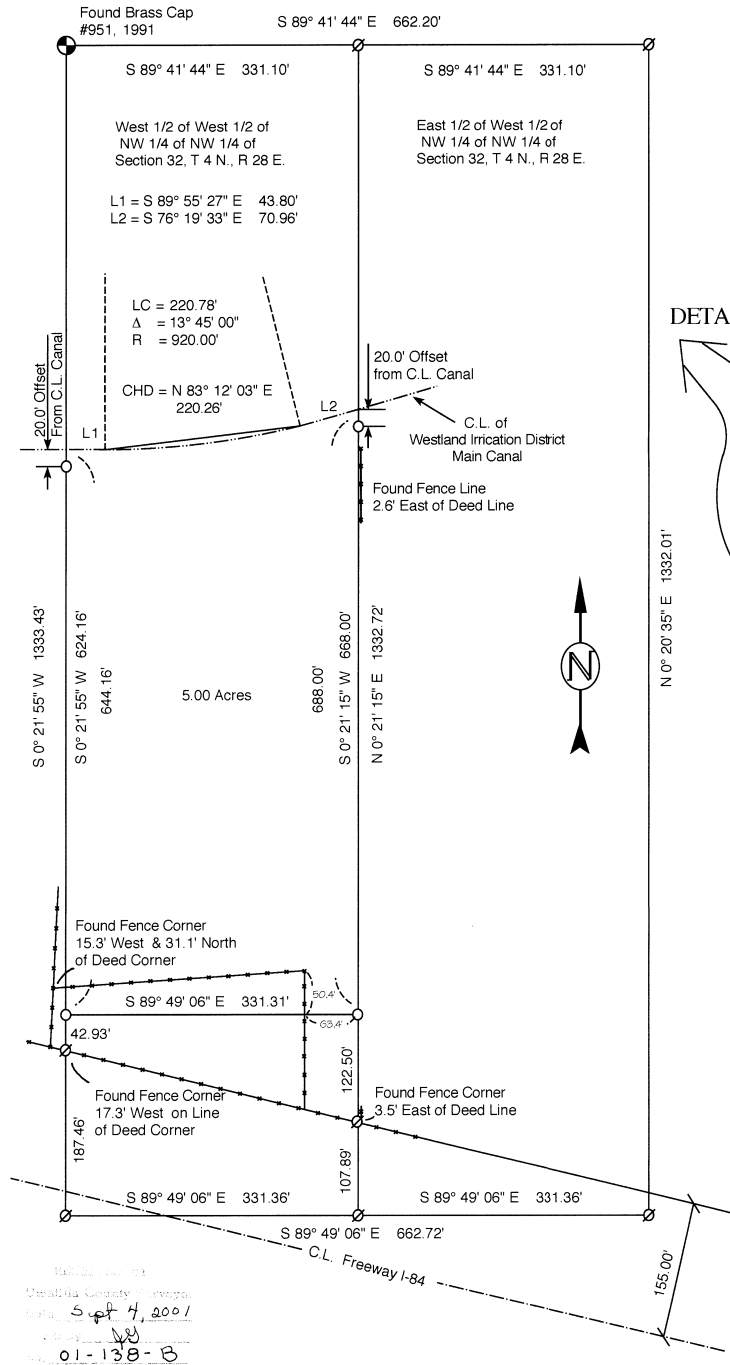 Found Brass Cap
#951, 1991
S 89° 41' 44" E 662.20'
S 89° 41' 44" E 331.10'
S 89° 41' 44" E 331.10'
West 1/2 of West 1/2 of
NW 1/4 of NW 1/4 of
Section 32, T 4 N., R 28 E.
East 1/2 of West 1/2 of
NW 1/4 of NW 1/4 of
Section 32, T 4 N., R 28 E.
L1 = S 89° 55' 27" E 43.80'
L2 = S 76° 19' 33" E 70.96'
LC = 220.78'
Δ = 13° 45' 00"
R = 920.00'
CHD = N 83° 12' 03" E
220.26'
DETA
20.0' Offset
From C.L. Canal
L1
L2
20.0' Offset
from C.L. Canal
C.L. of
Westland Irrication District
Main Canal
Found Fence Line
2.6' East of Deed Line
S 0° 21' 55" W 1333.43'
S 0° 21' 55" W 624.16'
644.16'
5.00 Acres
688.00'
S 0° 21' 15" W 668.00'
N 0° 21' 15" E 1332.72'
N
N 0° 20' 35" E 1332.01'
Found Fence Corner
15.3' West & 31.1' North
of Deed Corner
S 89° 49' 06" E 331.31'
50.4'
63.4'
42.93'
122.50'
Found Fence Corner
17.3' West on Line
of Deed Corner
Found Fence Corner
3.5' East of Deed Line
187.46'
107.89'
S 89° 49' 06" E 331.36'
S 89° 49' 06" E 331.36'
S 89° 49' 06" E 662.72'
C.L. Freeway I-84
155.00'
Umatilla County Surveyor
Sept 4, 2001
01-138-B